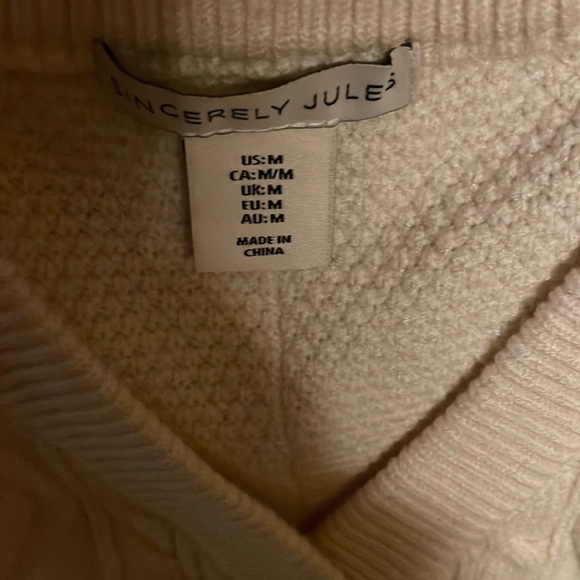 SINCERELY JULES
US: M
CA: M/M
UK: M
EU: M
AU: M
MADE IN
CHINA